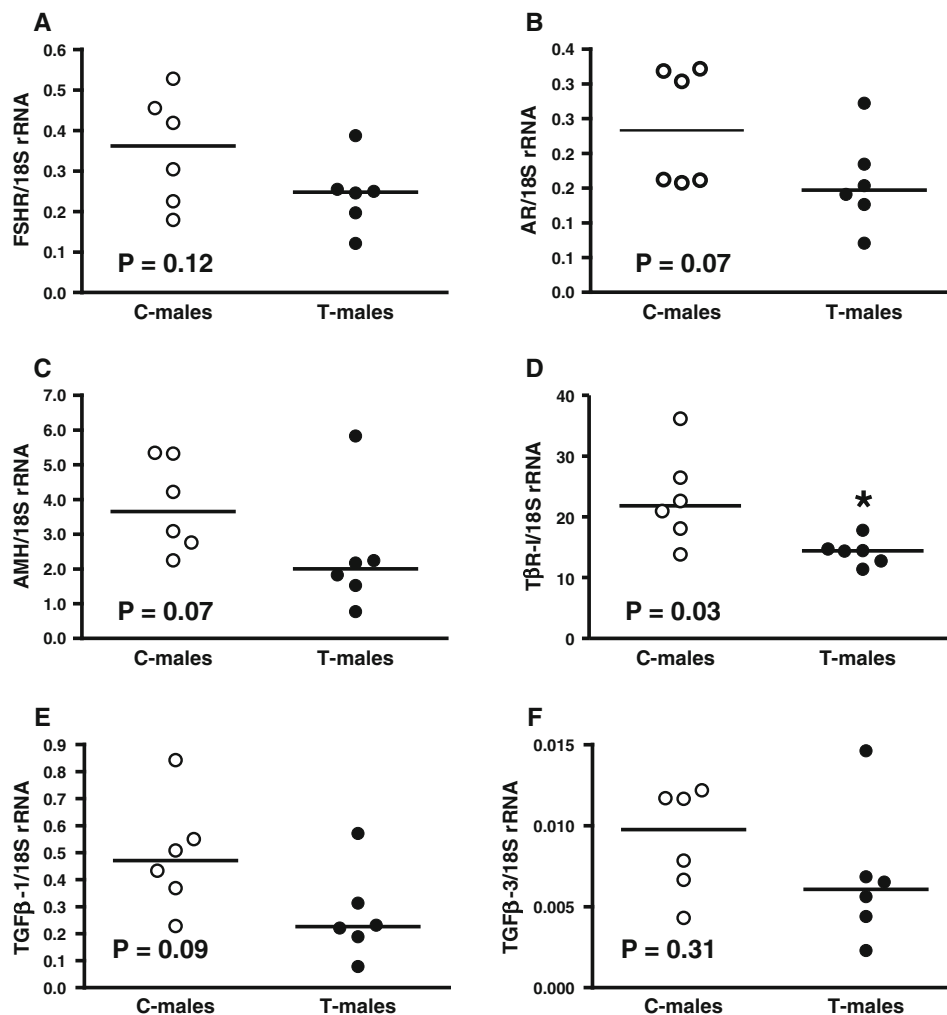 A
FSHR/18S rRNA
0.6
0.5
0.4
0.3
0.2
0.1
0.0
P = 0.12
C-males
T-males
B
AR/18S rRNA
0.4
0.3
0.3
0.2
0.2
0.1
0.1
0.0
P = 0.07
C-males
T-males
C
AMH/18S rRNA
7.0
6.0
5.0
4.0
3.0
2.0
1.0
0.0
P = 0.07
C-males
T-males
D
TβR-I/18S rRNA
40
30
20
10
0
*
P = 0.03
C-males
T-males
E
TGFβ-1/18S rRNA
0.9
0.8
0.7
0.6
0.5
0.4
0.3
0.2
0.1
0.0
P = 0.09
C-males
T-males
F
TGFβ-3/18S rRNA
0.015
0.010
0.005
0.000
P = 0.31
C-males
T-males